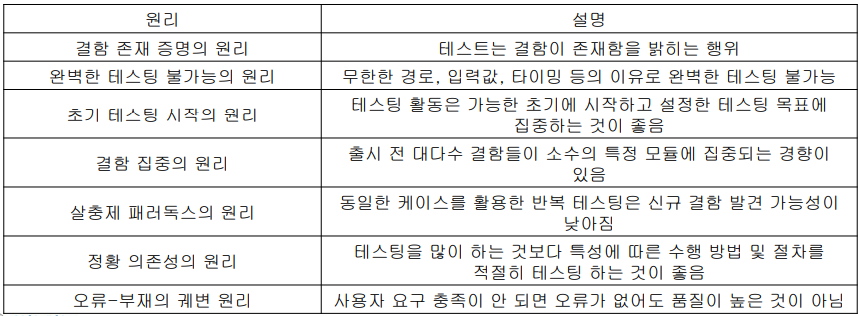 원리 설명
결함 존재 증명의 원리 테스트는 결함이 존재함을 밝히는 행위
완벽한 테스팅 불가능의 원리 무한한 경로, 입력값, 타이밍 등의 이유로 완벽한 테스팅 불가능
초기 테스팅 시작의 원리 테스팅 활동은 가능한 초기에 시작하고 설정한 테스팅 목표에
집중하는 것이 좋음
결함 집중의 원리 출시 전 대다수 결함들이 소수의 특정 모듈에 집중되는 경향이
있음
살충제 패러독스의 원리 동일한 케이스를 활용한 반복 테스팅은 신규 결함 발견 가능성이
낮아짐
정황 의존성의 원리 테스팅을 많이 하는 것보다 특성에 따른 수행 방법 및 절차를
적절히 테스팅 하는 것이 좋음
오류-부재의 궤변 원리 사용자 요구 충족이 안 되면 오류가 없어도 품질이 높은 것이 아님